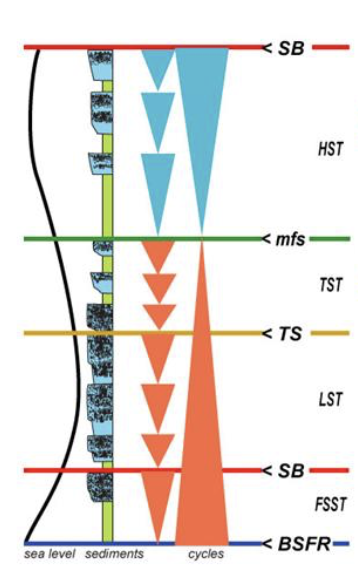 < SB
HST
< mfs
TST
< TS
LST
< SB
FSST
< BSFR
sea level sediments cycles